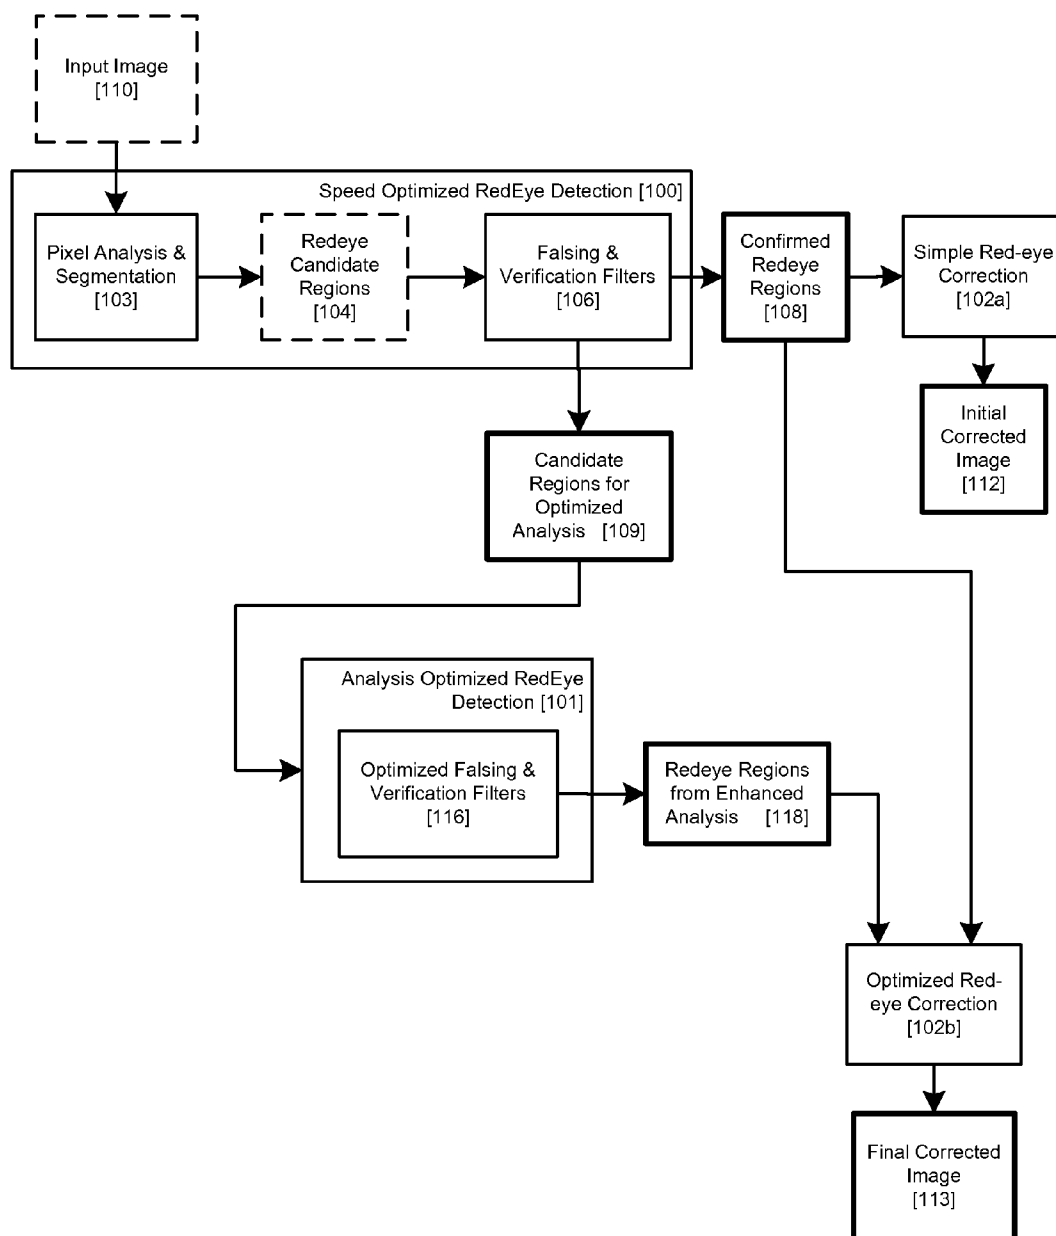 Input Image
[110]
Speed Optimized RedEye Detection [100]
Pixel Analysis &
Segmentation
[103]
Redeye
Candidate
Regions
[104]
Falsing &
Verification Filters
[106]
Confirmed
Redeye
Regions
[108]
Simple Red-eye
Correction
[102a]
Initial
Corrected
Image
[112]
Candidate
Regions for
Optimized
Analysis [109]
Analysis Optimized RedEye
Detection [101]
Optimized Falsing &
Verification Filters
[116]
Redeye Regions
from Enhanced
Analysis [118]
Optimized Red-
eye Correction
[102b]
Final Corrected
Image
[113]